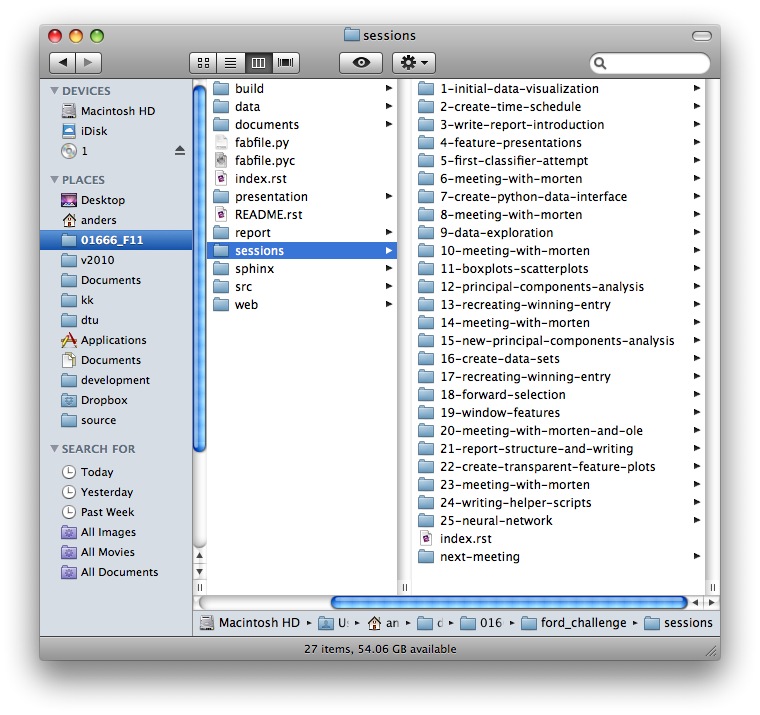 sessions
DEVICES
Macintosh HD
iDisk
1
PLACES
Desktop
anders
01666_F11
v2010
Documents
kk
dtu
Applications
Documents
development
Dropbox
source
SEARCH FOR
Today
Yesterday
Past Week
All Images
All Movies
All Documents
build
data
documents
fabfile.py
fabfile.pyc
index.rst
presentation
README.rst
report
sessions
sphinx
src
web
1-initial-data-visualization
2-create-time-schedule
3-write-report-introduction
4-feature-presentations
5-first-classifier-attempt
6-meeting-with-morten
7-create-python-data-interface
8-meeting-with-morten
9-data-exploration
10-meeting-with-morten
11-boxplots-scatterplots
12-principal-components-analysis
13-recreating-winning-entry
14-meeting-with-morten
15-new-principal-components-analysis
16-create-data-sets
17-recreating-winning-entry
18-forward-selection
19-window-features
20-meeting-with-morten-and-ole
21-report-structure-and-writing
22-create-transparent-feature-plots
23-meeting-with-morten
24-writing-helper-scripts
25-neural-network
index.rst
next-meeting
Macintosh HD ▸ U ▸ an ▸ d ▸ 016 ▸ ford_challenge ▸ sessions
27 items, 54.06 GB available